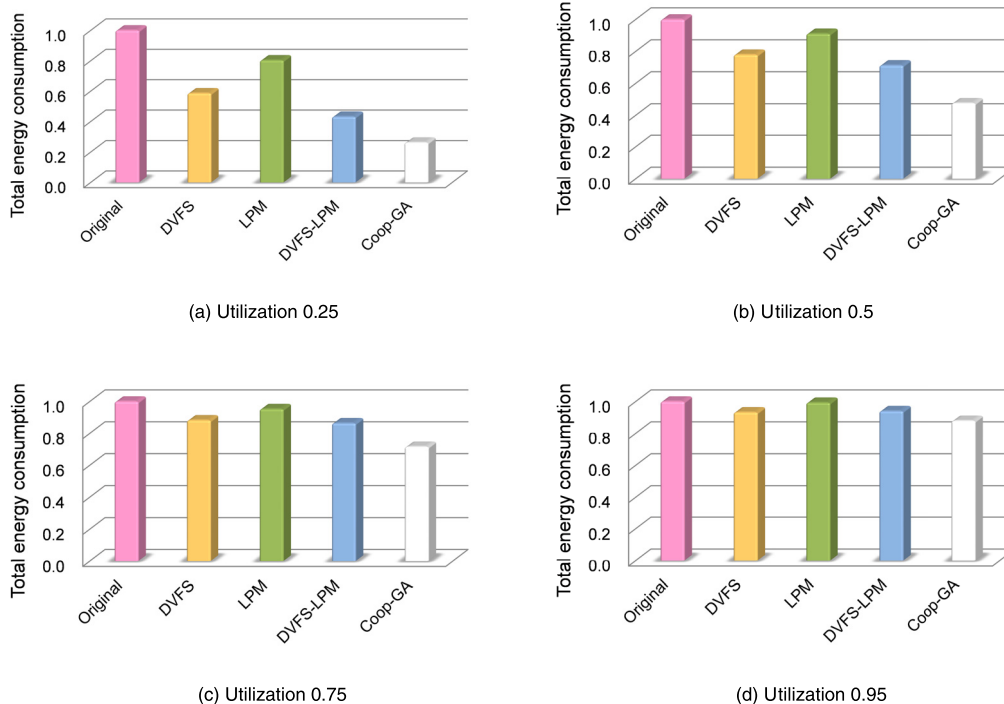 Total energy consumption
1.0
0.8
0.6
0.4
0.2
0.0
Original
DVFS
LPM
DVFS-LPM
Coop-GA
(a) Utilization 0.25
Total energy consumption
1.0
0.8
0.6
0.4
0.2
0.0
Original
DVFS
LPM
DVFS-LPM
Coop-GA
(b) Utilization 0.5
Total energy consumption
1.0
0.8
0.6
0.4
0.2
0.0
Original
DVFS
LPM
DVFS-LPM
Coop-GA
(c) Utilization 0.75
Total energy consumption
1.0
0.8
0.6
0.4
0.2
0.0
Original
DVFS
LPM
DVFS-LPM
Coop-GA
(d) Utilization 0.95